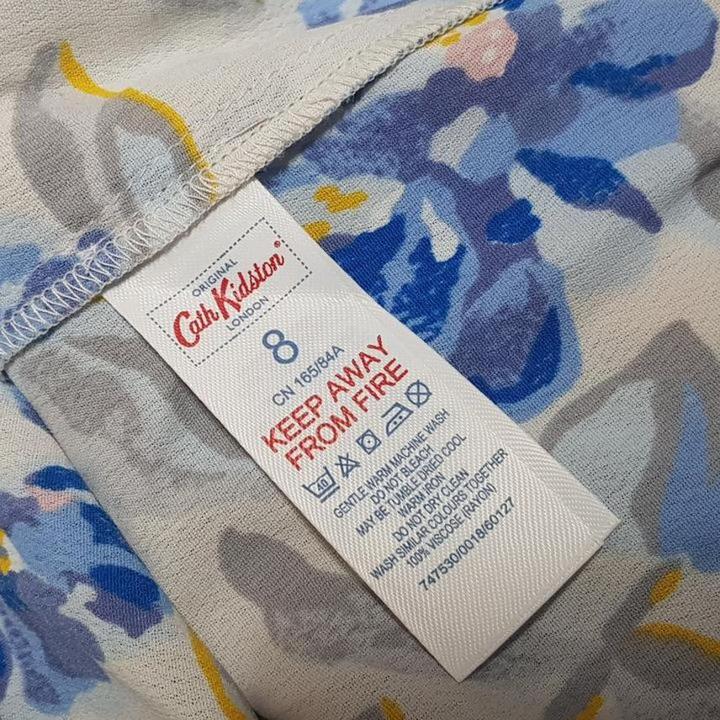 ORIGINAL
Cath Kidston®
LONDON
8
CN 165/84A
KEEP AWAY
FROM FIRE
GENTLE WARM MACHINE WASH
DO NOT BLEACH
MAY BE TUMBLE DRIED COOL
WARM IRON
DO NOT DRY CLEAN
WASH SIMILAR COLOURS TOGETHER
100% VISCOSE (RAYON)
747530/0018/60127